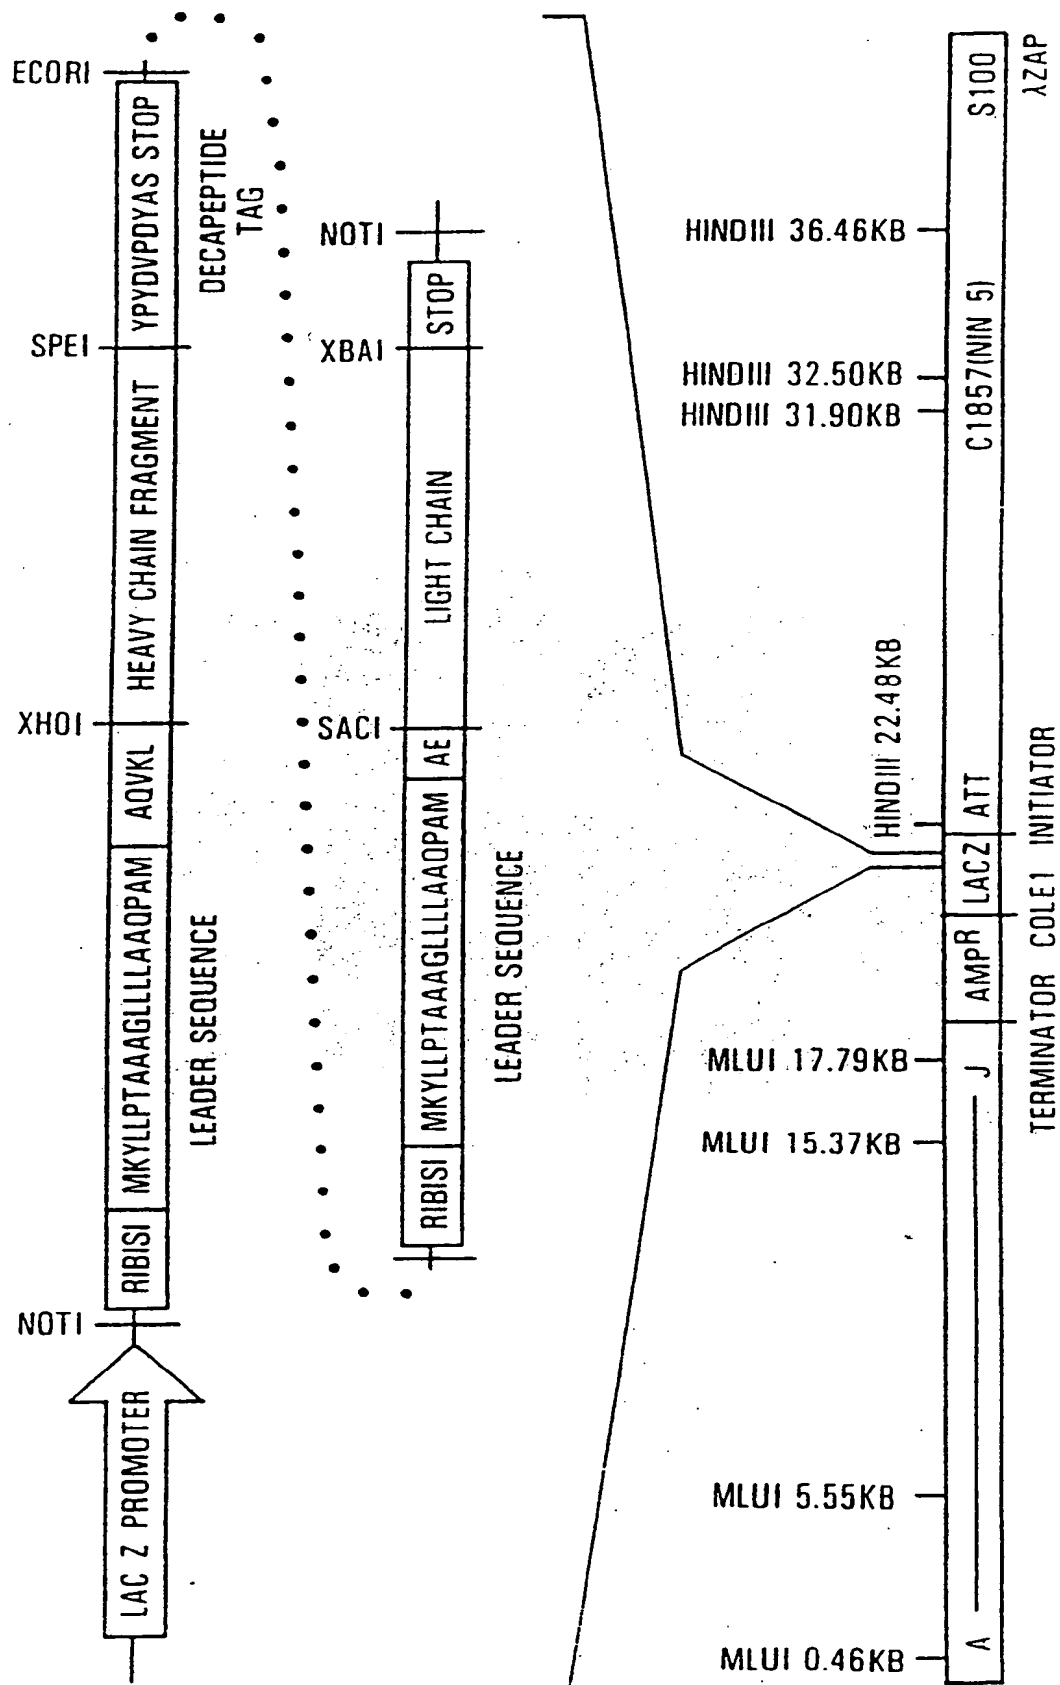 LAC Z PROMOTER
NOTI
RIBISI
MKYLLPTAAAGLLLLAAQPAM
LEADER SEQUENCE
AQVKL
XHOI
HEAVY CHAIN FRAGMENT
SPEI
YPYDVPDYAS STOP
DECAPEPTIDE
TAG
ECORI
RIBISI
MKYLLPTAAAGLLLLAAQPAM
LEADER SEQUENCE
AE
SACI
LIGHT CHAIN
XBAI
STOP
NOTI
MLUI 0.46KB
MLUI 5.55KB
MLUI 15.37KB
MLUI 17.79KB
HINDIII 22.48KB
HINDIII 31.90KB
HINDIII 32.50KB
HINDIII 36.46KB
A
J
AMPR
LACZ
ATT
C1857(NIN 5)
S100
TERMINATOR COLE1 INITIATOR
λZAP